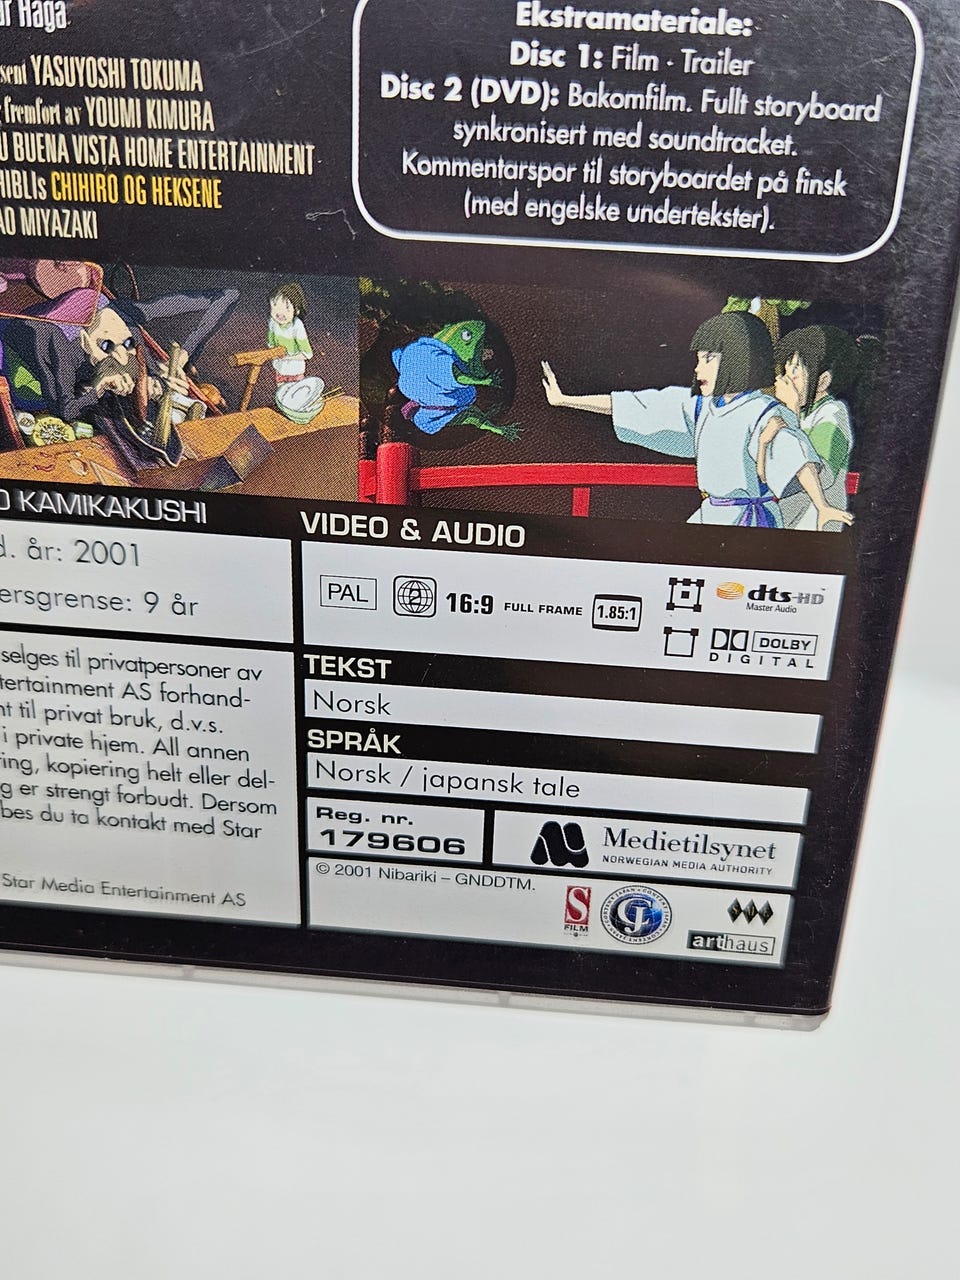 Haga
YASUYOSHI TOKUMA
fremført av YOUMI KIMURA
BUENA VISTA HOME ENTERTAINMENT
CHIHIRO OG HEKSENE
MIYAZAKI
Ekstramateriale:
Disc 1: Film · Trailer
Disc 2 (DVD): Bakomfilm. Fullt storyboard
synkronisert med soundtracket.
Kommentarspor til storyboardet på finsk
(med engelske undertekster).
KAMIKAKUSHI
d. år: 2001
ersgrense: 9 år
selges til privatpersoner av
tertainment AS forhand-
nt til privat bruk, d.v.s.
i private hjem. All annen
ring, kopiering helt eller del-
g er strengt forbudt. Dersom
bes du ta kontakt med Star
Star Media Entertainment AS
VIDEO & AUDIO
PAL 2 16:9 FULL FRAME 1.85:1
dts-HD
Master Audio
DOLBY
DIGITAL
TEKST
Norsk
SPRÅK
Norsk / japansk tale
Reg. nr.
179606
Medietilsynet
NORWEGIAN MEDIA AUTHORITY
© 2001 Nibariki – GNDDTM.
S
FILM
CJ
arthaus